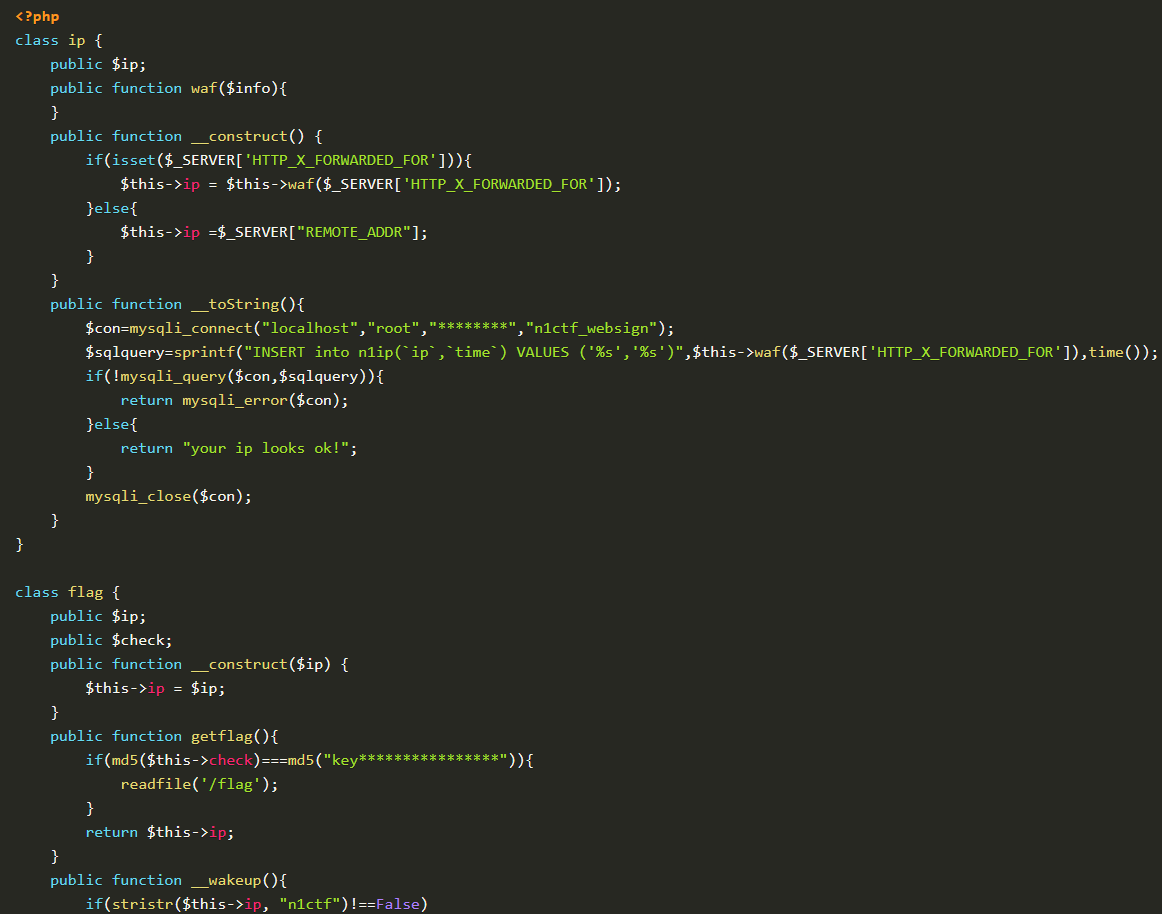 <?php
class ip {
    public $ip;
    public function waf($info){
    }
    public function __construct() {
        if(isset($_SERVER['HTTP_X_FORWARDED_FOR'])){
            $this->ip = $this->waf($_SERVER['HTTP_X_FORWARDED_FOR']);
        }else{
            $this->ip =$_SERVER["REMOTE_ADDR"];
        }
    }
    public function __toString(){
        $con=mysqli_connect("localhost","root","********","n1ctf_websign");
        $sqlquery=sprintf("INSERT into n1ip(`ip`,`time`) VALUES ('%s','%s')",$this->waf($_SERVER['HTTP_X_FORWARDED_FOR']),time());
        if(!mysqli_query($con,$sqlquery)){
            return mysqli_error($con);
        }else{
            return "your ip looks ok!";
        }
        mysqli_close($con);
    }
}

class flag {
    public $ip;
    public $check;
    public function __construct($ip) {
        $this->ip = $ip;
    }
    public function getflag(){
        if(md5($this->check)===md5("key****************")){
            readfile('/flag');
        }
        return $this->ip;
    }
    public function __wakeup(){
        if(stristr($this->ip, "n1ctf")!==False)